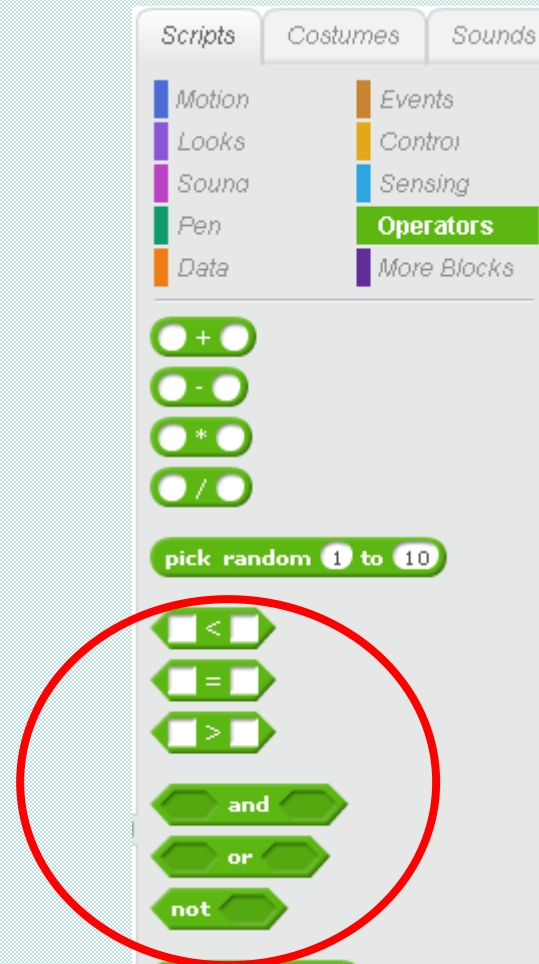 Scripts Costumes Sounds
Motion Events
Looks Control
Sound Sensing
Pen Operators
Data More Blocks
+
-
*
/
pick random 1 to 10
<
=
>
and
or
not